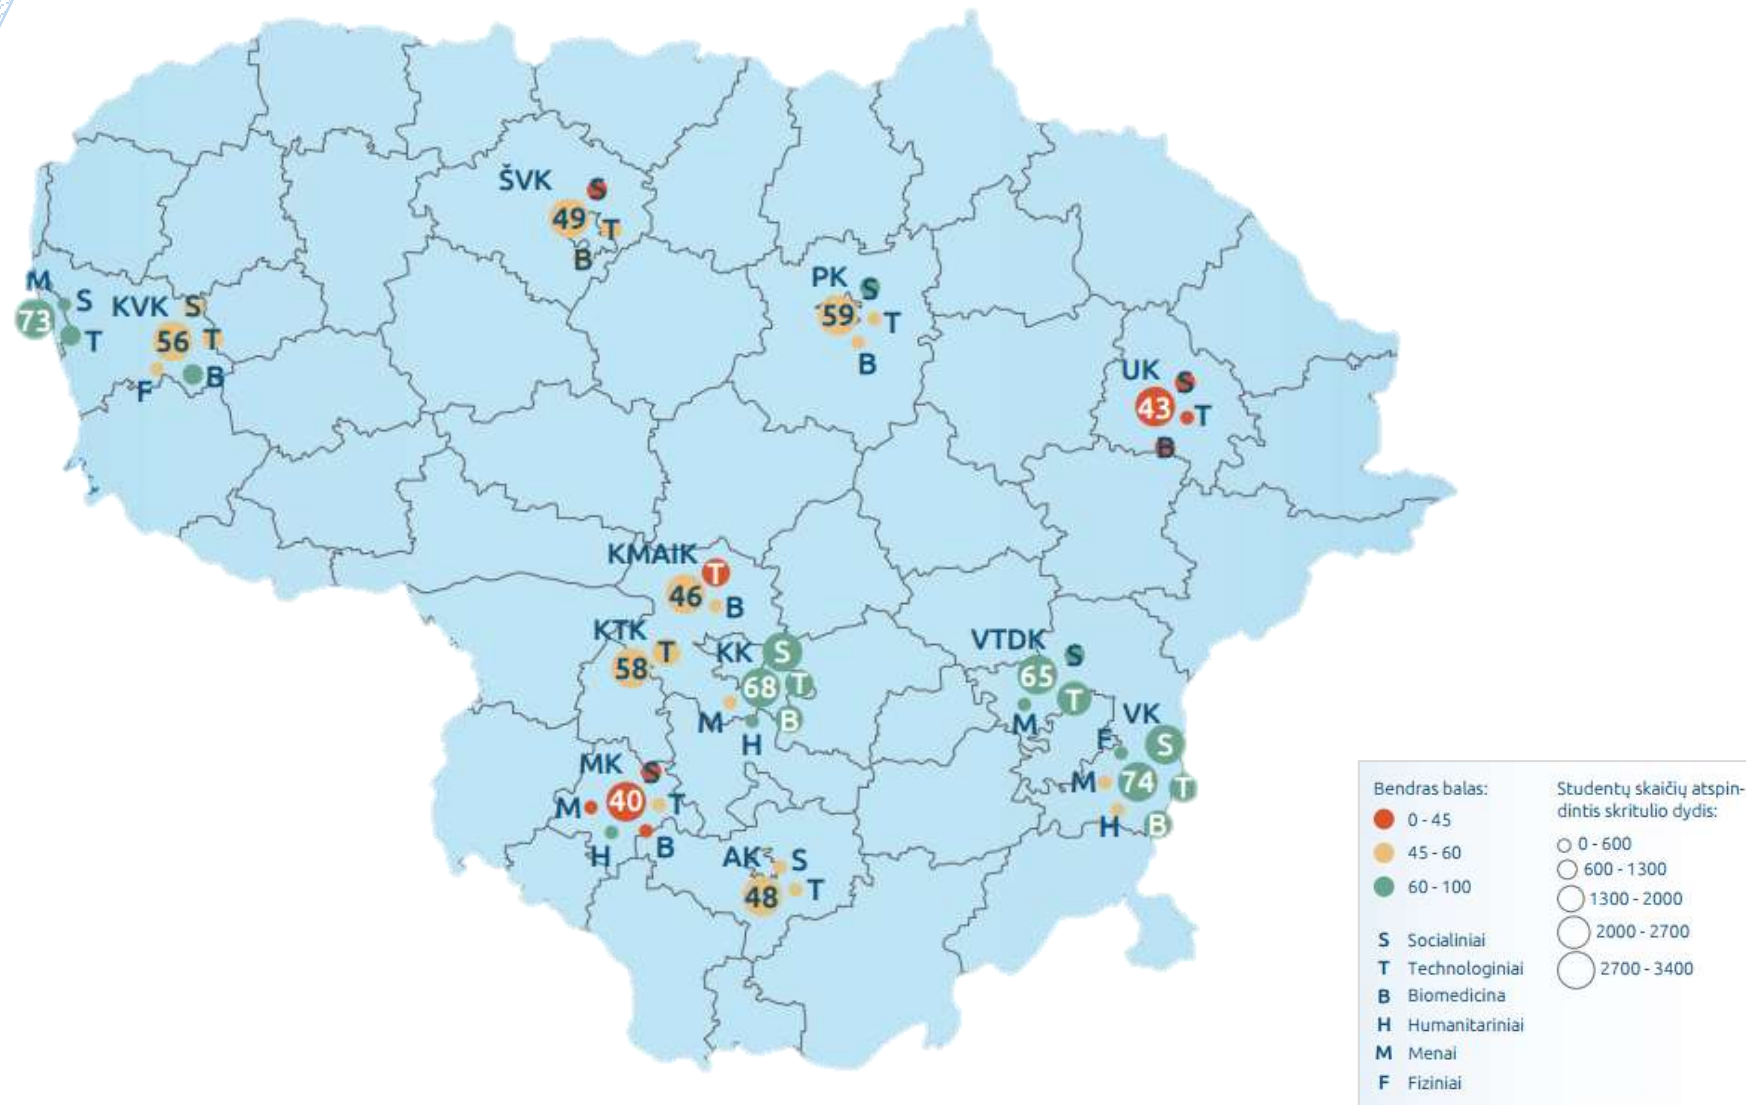 ŠVK
S
49
T
B
M
S
73
T
KVK
S
56
T
F
B
PK
S
59
T
B
UK
S
43
T
B
KMAIK
T
46
B
KTK
T
58
KK
S
68
T
M
B
H
VTDK
S
65
T
M
VK
F
S
M
74
T
H
B
MK
S
M
40
T
H
B
AK
S
48
T
Bendras balas:
0 - 45
45 - 60
60 - 100
S Socialiniai
T Technologiniai
B Biomedicina
H Humanitariniai
M Menai
F Fiziniai
Studentų skaičių atspin-
dintis skritulio dydis:
0 - 600
600 - 1300
1300 - 2000
2000 - 2700
2700 - 3400